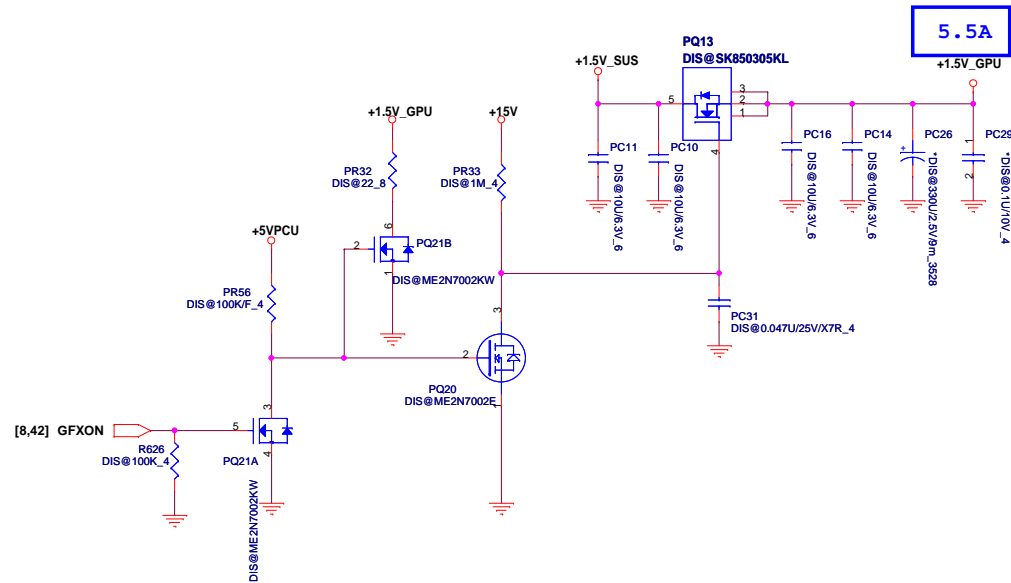 5.5A
PQ13
DIS@SK850305KL
+1.5V_SUS
+1.5V_GPU
5
3
2
1
4
PC11
DIS@10U/6.3V_6
PC10
DIS@10U/6.3V_6
PC16
DIS@10U/6.3V_6
PC14
DIS@10U/6.3V_6
+
PC26
*DIS@330U/2.5V/9m_3528
1
2
PC29
*DIS@0.1U/10V_4
+1.5V_GPU
+15V
PR32
DIS@22_8
PR33
DIS@1M_4
6
2
1
PQ21B
DIS@ME2N7002KW
+5VPCU
PR56
DIS@100K/F_4
PC31
DIS@0.047U/25V/X7R_4
3
2
1
PQ20
DIS@ME2N7002E
[8,42] GFXON
3
5
4
R626
DIS@100K_4
PQ21A
DIS@ME2N7002KW